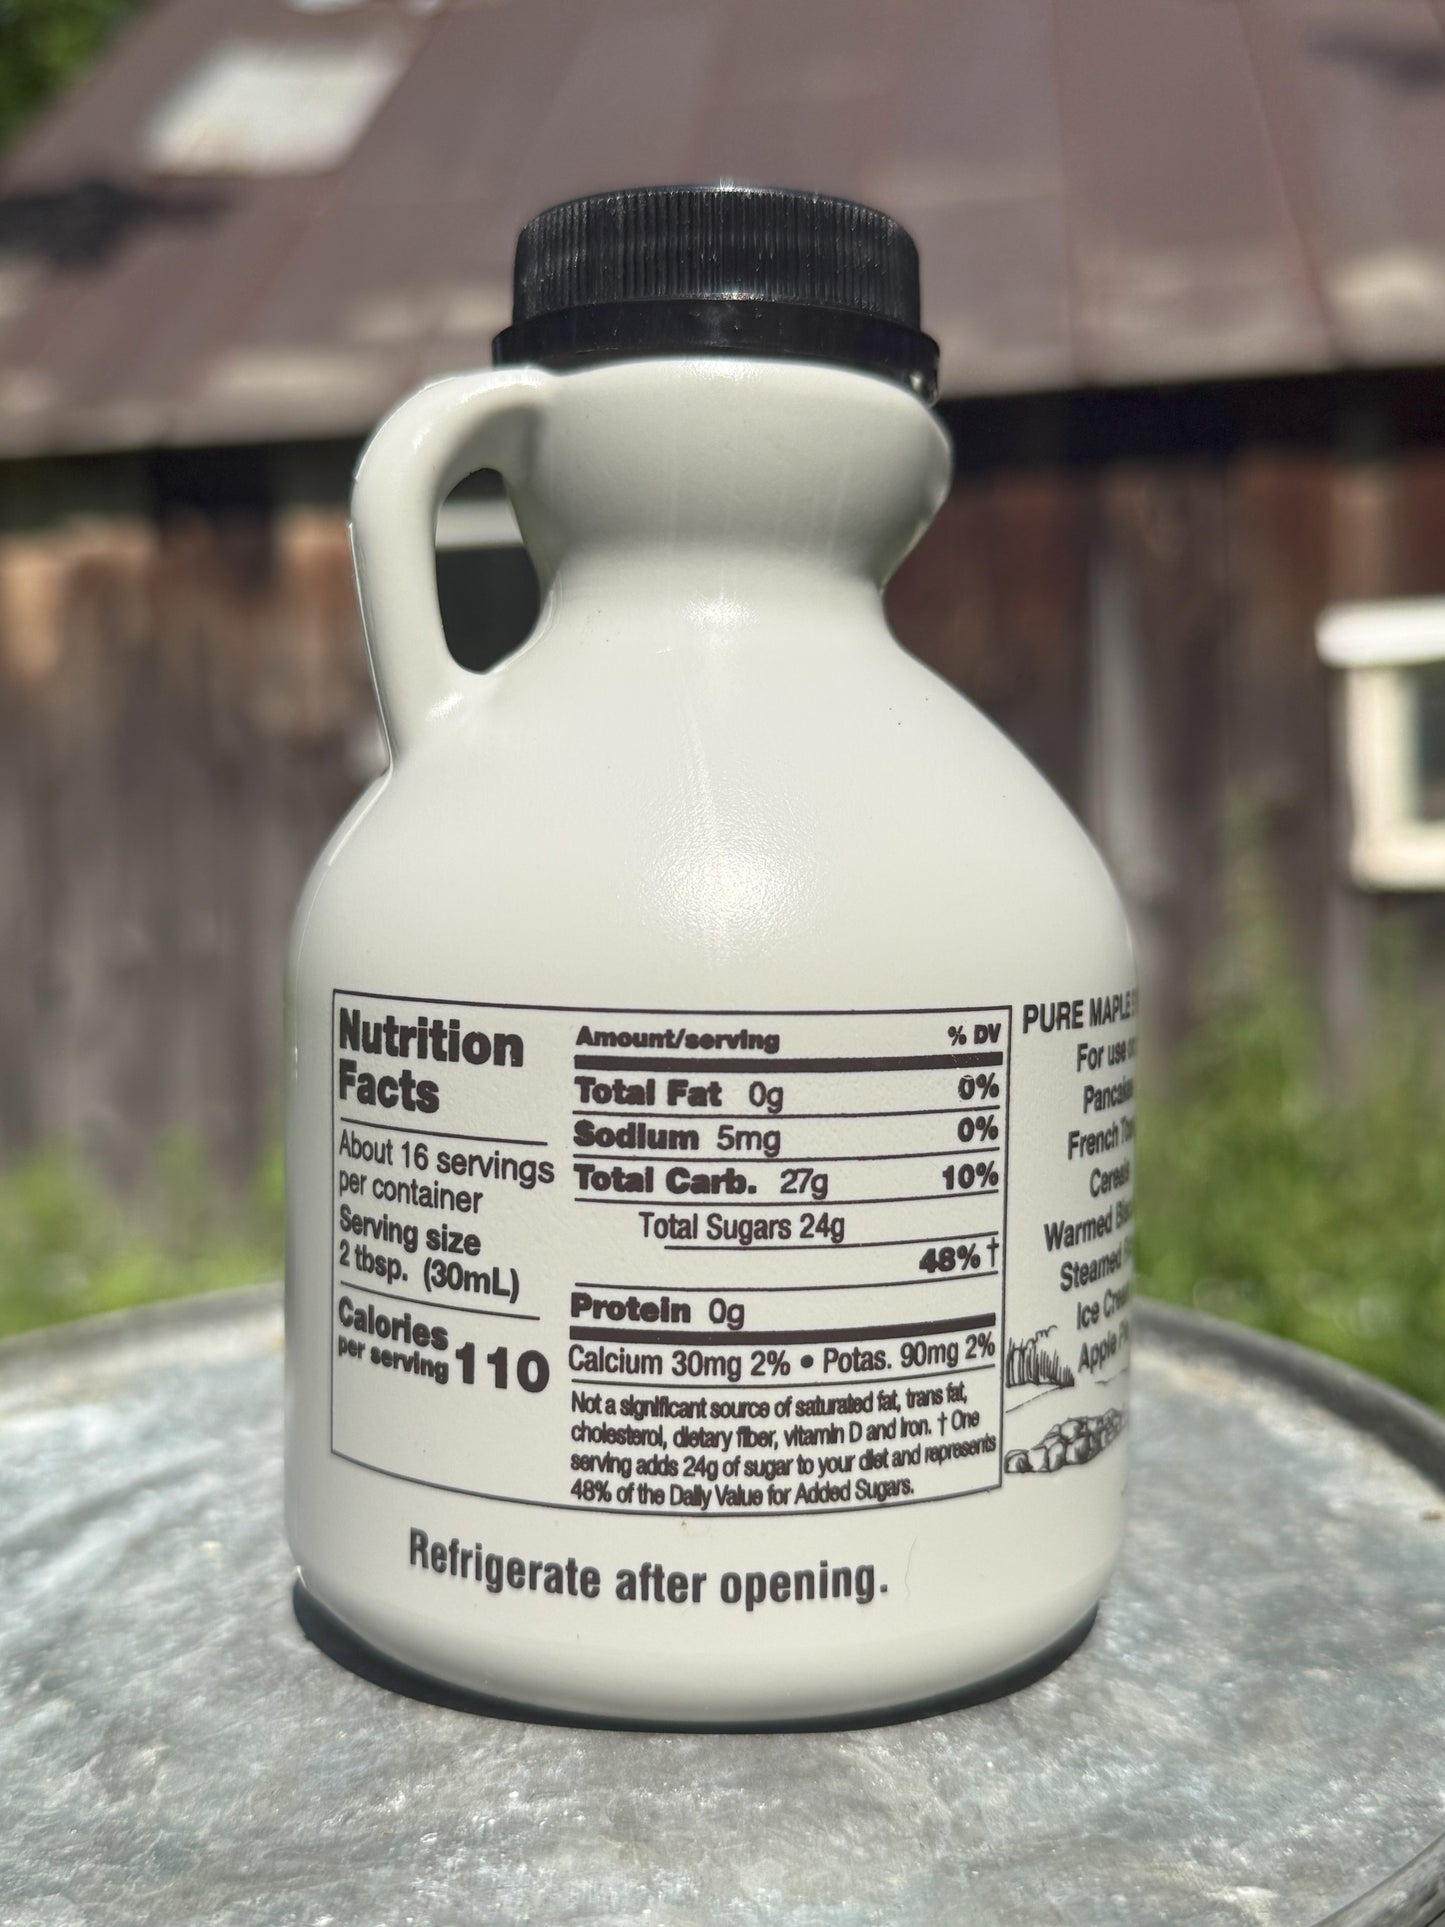 Nutrition
Facts
About 16 servings
per container
Serving size
2 tbsp. (30mL)
Calories
per serving 110
Amount/serving % DV
Total Fat 0g 0%
Sodium 5mg 0%
Total Carb. 27g 10%
Total Sugars 24g
48% †
Protein 0g
Calcium 30mg 2% • Potas. 90mg 2%
Not a significant source of saturated fat, trans fat,
cholesterol, dietary fiber, vitamin D and iron. † One
serving adds 24g of sugar to your diet and represents
48% of the Daily Value for Added Sugars.
Refrigerate after opening.
PURE MAPLE
For use
French
Warmed
Steamed
Ice
Apple